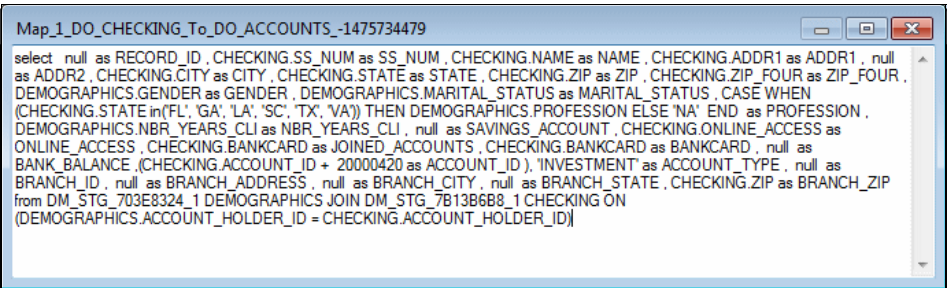 Map_1_DO_CHECKING_To_DO_ACCOUNTS_-1475734479
select null as RECORD_ID , CHECKING.SS_NUM as SS_NUM , CHECKING.NAME as NAME , CHECKING.ADDR1 as ADDR1 , null
as ADDR2 , CHECKING.CITY as CITY , CHECKING.STATE as STATE , CHECKING.ZIP as ZIP , CHECKING.ZIP_FOUR as ZIP_FOUR ,
DEMOGRAPHICS.GENDER as GENDER , DEMOGRAPHICS.MARITAL_STATUS as MARITAL_STATUS , CASE WHEN
(CHECKING.STATE in('FL', 'GA', 'LA', 'SC', 'TX', 'VA')) THEN DEMOGRAPHICS.PROFESSION ELSE 'NA' END as PROFESSION ,
DEMOGRAPHICS.NBR_YEARS_CLI as NBR_YEARS_CLI , null as SAVINGS_ACCOUNT , CHECKING.ONLINE_ACCESS as
ONLINE_ACCESS , CHECKING.BANKCARD as JOINED_ACCOUNTS , CHECKING.BANKCARD as BANKCARD , null as
BANK_BALANCE ,(CHECKING.ACCOUNT_ID + 20000420 as ACCOUNT_ID ), 'INVESTMENT' as ACCOUNT_TYPE , null as
BRANCH_ID , null as BRANCH_ADDRESS , null as BRANCH_CITY , null as BRANCH_STATE , CHECKING.ZIP as BRANCH_ZIP
from DM_STG_703E8324_1 DEMOGRAPHICS JOIN DM_STG_7B13B6B8_1 CHECKING ON
(DEMOGRAPHICS.ACCOUNT_HOLDER_ID = CHECKING.ACCOUNT_HOLDER_ID)